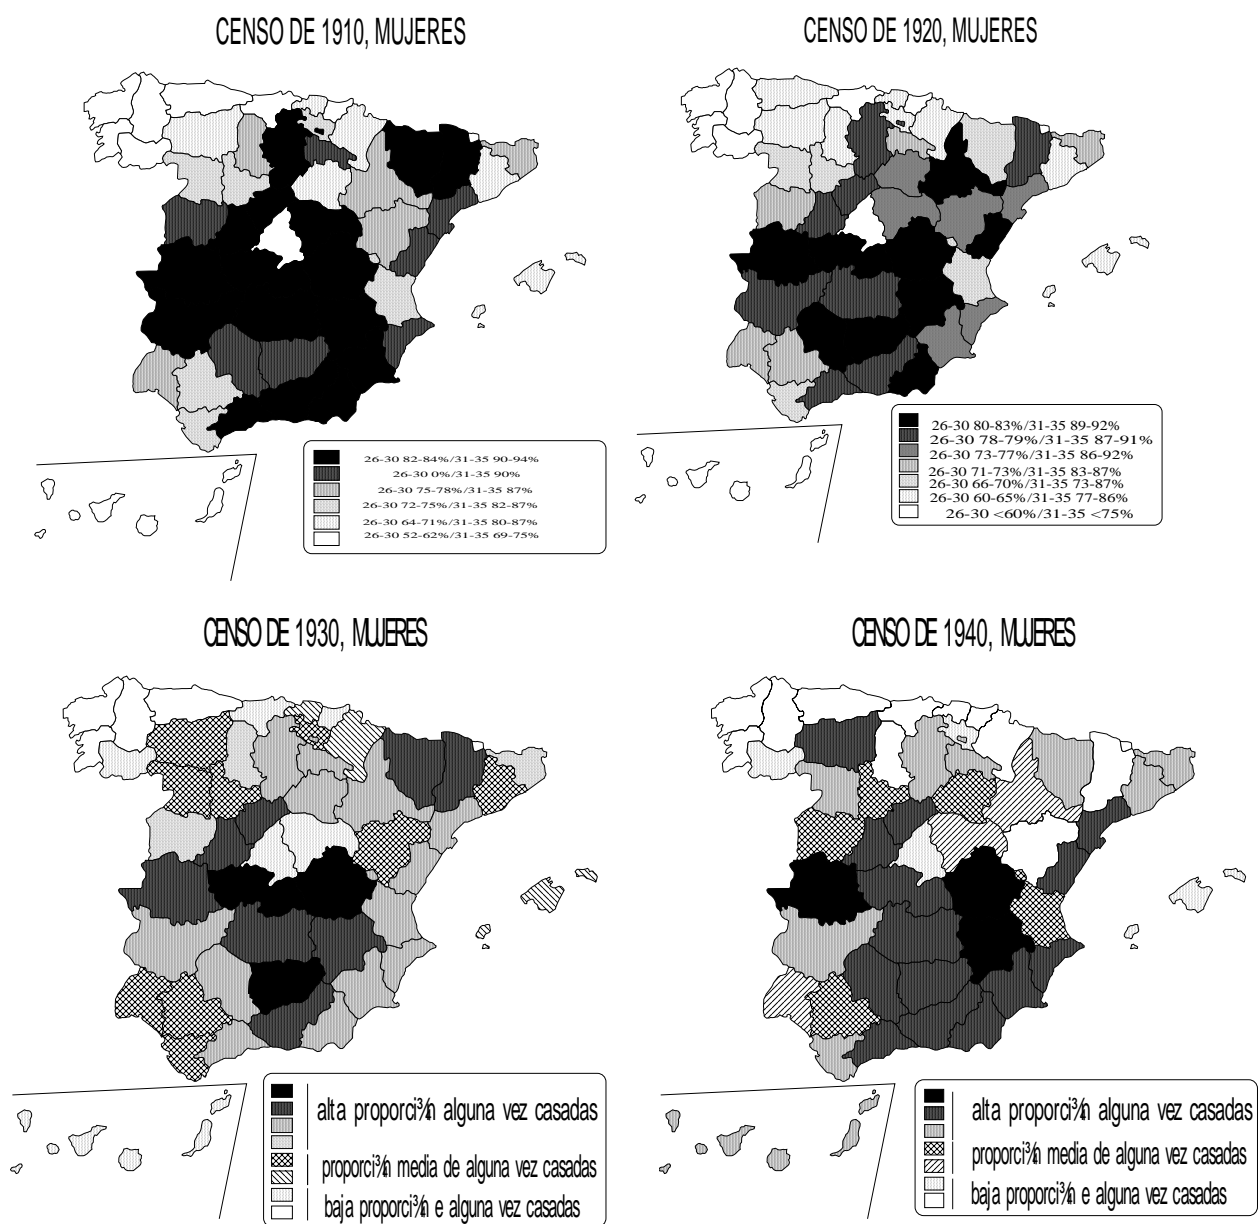 CENSO DE 1910, MUJERES
CENSO DE 1920, MUJERES
26-30 82-84%/31-35 90-94%
26-30 0%/31-35 90%
26-30 75-78%/31-35 87%
26-30 72-75%/31-35 82-87%
26-30 64-71%/31-35 80-87%
26-30 52-62%/31-35 69-75%
26-30 80-83%/31-35 89-92%
26-30 78-79%/31-35 87-91%
26-30 73-77%/31-35 86-92%
26-30 71-73%/31-35 83-87%
26-30 66-70%/31-35 73-87%
26-30 60-65%/31-35 77-86%
26-30 <60%/31-35 <75%
CENSO DE 1930, MUJERES
CENSO DE 1940, MUJERES
alta proporci¾n alguna vez casadas
proporci¾n media de alguna vez casadas
baja proporci¾n e alguna vez casadas
alta proporci¾n alguna vez casadas
proporci¾n media de alguna vez casadas
baja proporci¾n e alguna vez casadas